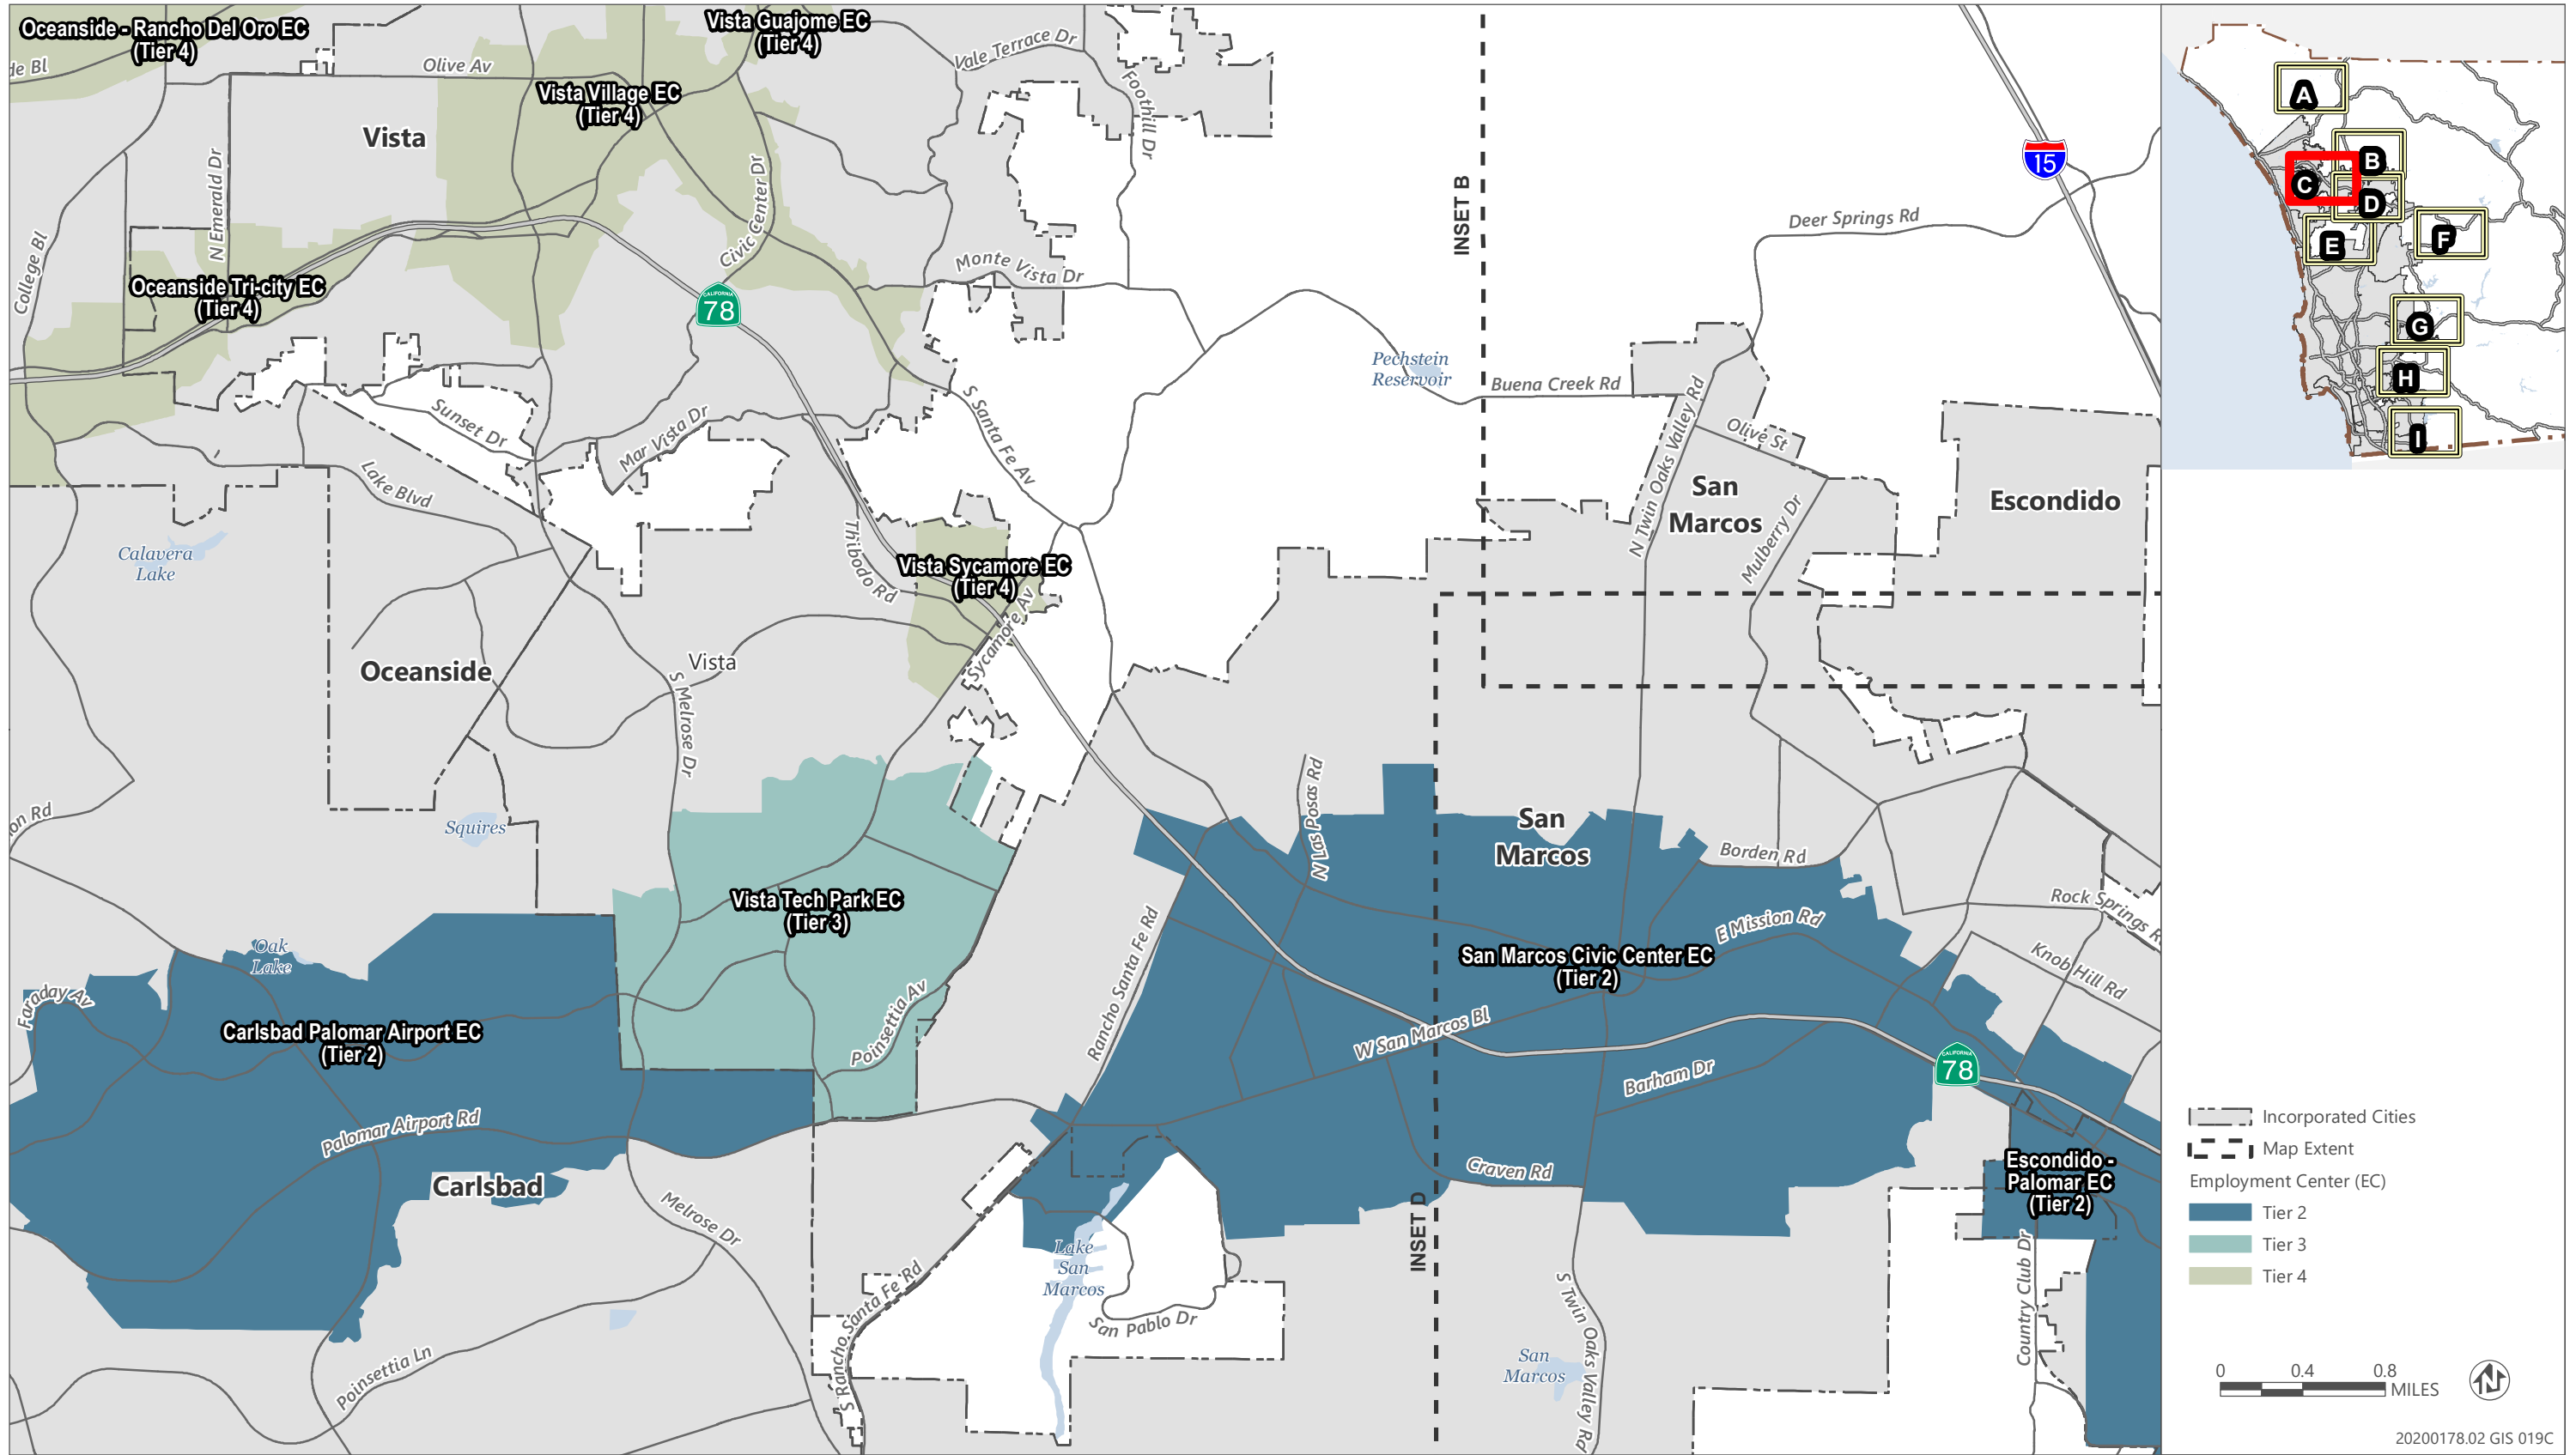 Oceanside - Rancho Del Oro EC
(Tier 4)
Vista Guajome EC
(Tier 4)
Vale Terrace Dr
Foothill Dr
de Bl
Olive Av
Vista Village EC
(Tier 4)
Vista
N Emerald Dr
College Bl
Civic Center Dr
Oceanside Tri-city EC
(Tier 4)
CALIFORNIA
78
Monte Vista Dr
INSET B
15
Deer Springs Rd
Pechstein
Reservoir
Buena Creek Rd
N Twin Oaks Valley Rd
Olive St
San
Marcos
Mulberry Dr
Escondido
Sunset Dr
Mar Vista Dr
S Santa Fe Av
Lake Blvd
Calavera
Lake
Thibodo Rd
Vista Sycamore EC
(Tier 4)
Sycamore Av
Oceanside
Vista
S Melrose Dr
Squires
on Rd
N Las Posas Rd
San
Marcos
Borden Rd
Rock Springs R
Knob Hill Rd
Vista Tech Park EC
(Tier 3)
Oak
Lake
Faraday Av
Carlsbad Palomar Airport EC
(Tier 2)
Poinsettia Av
Rancho Santa Fe Rd
E Mission Rd
San Marcos Civic Center EC
(Tier 2)
W San Marcos Bl
Barham Dr
CALIFORNIA
78
Palomar Airport Rd
Carlsbad
Craven Rd
Escondido -
Palomar EC
(Tier 2)
Melrose Dr
INSET D
Lake
San
Marcos
San Pablo Dr
S Rancho Santa Fe Rd
Poinsettia Ln
San
Marcos
S Twin Oaks Valley Rd
Country Club Dr
A
B
C
D
E
F
G
H
I
Incorporated Cities
Map Extent
Employment Center (EC)
Tier 2
Tier 3
Tier 4
0 0.4 0.8
MILES
N
20200178.02 GIS 019C